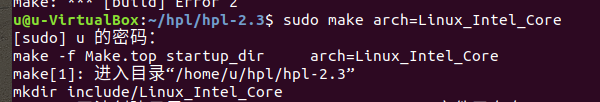 make: *** [build] Error 2
u@u-VirtualBox:~/hpl/hpl-2.3$ sudo make arch=Linux_Intel_Core
[sudo] u 的密码：
make -f Make.top startup_dir     arch=Linux_Intel_Core
make[1]: 进入目录“/home/u/hpl/hpl-2.3”
mkdir include/Linux_Intel_Core